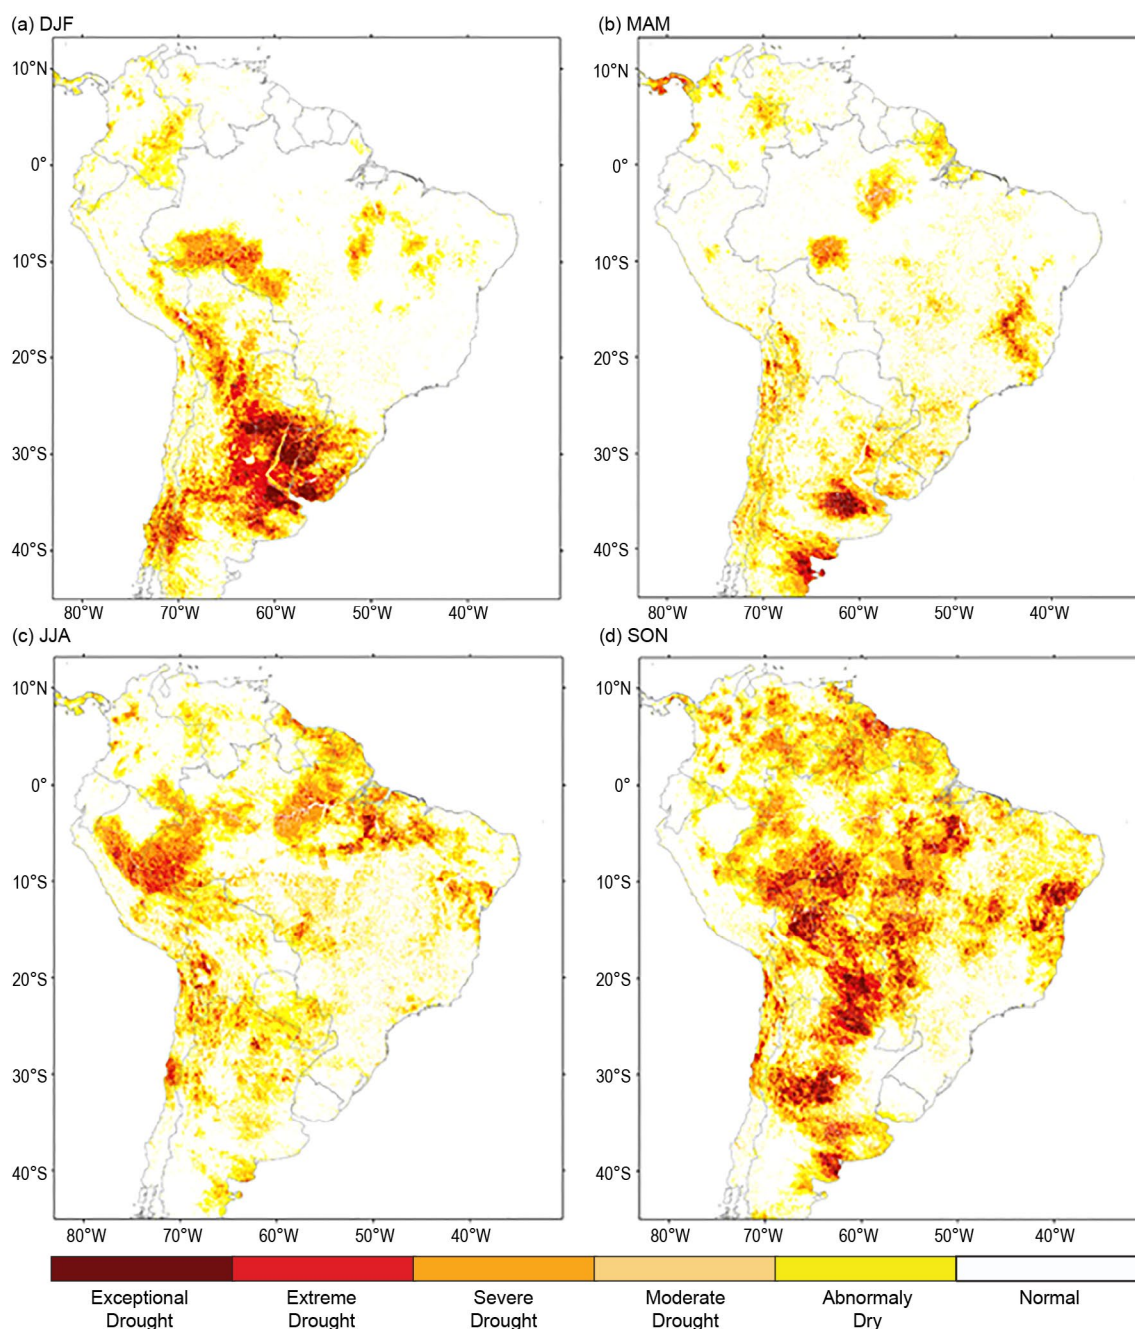 (a) DJF
(b) MAM
10°N
0°
10°S
20°S
30°S
40°S
80°W 70°W 60°W 50°W 40°W
10°N
0°
10°S
20°S
30°S
40°S
80°W 70°W 60°W 50°W 40°W
(c) JJA
(d) SON
10°N
0°
10°S
20°S
30°S
40°S
80°W 70°W 60°W 50°W 40°W
10°N
0°
10°S
20°S
30°S
40°S
80°W 70°W 60°W 50°W 40°W
Exceptional
Drought
Extreme
Drought
Severe
Drought
Moderate
Drought
Abnormaly
Dry
Normal